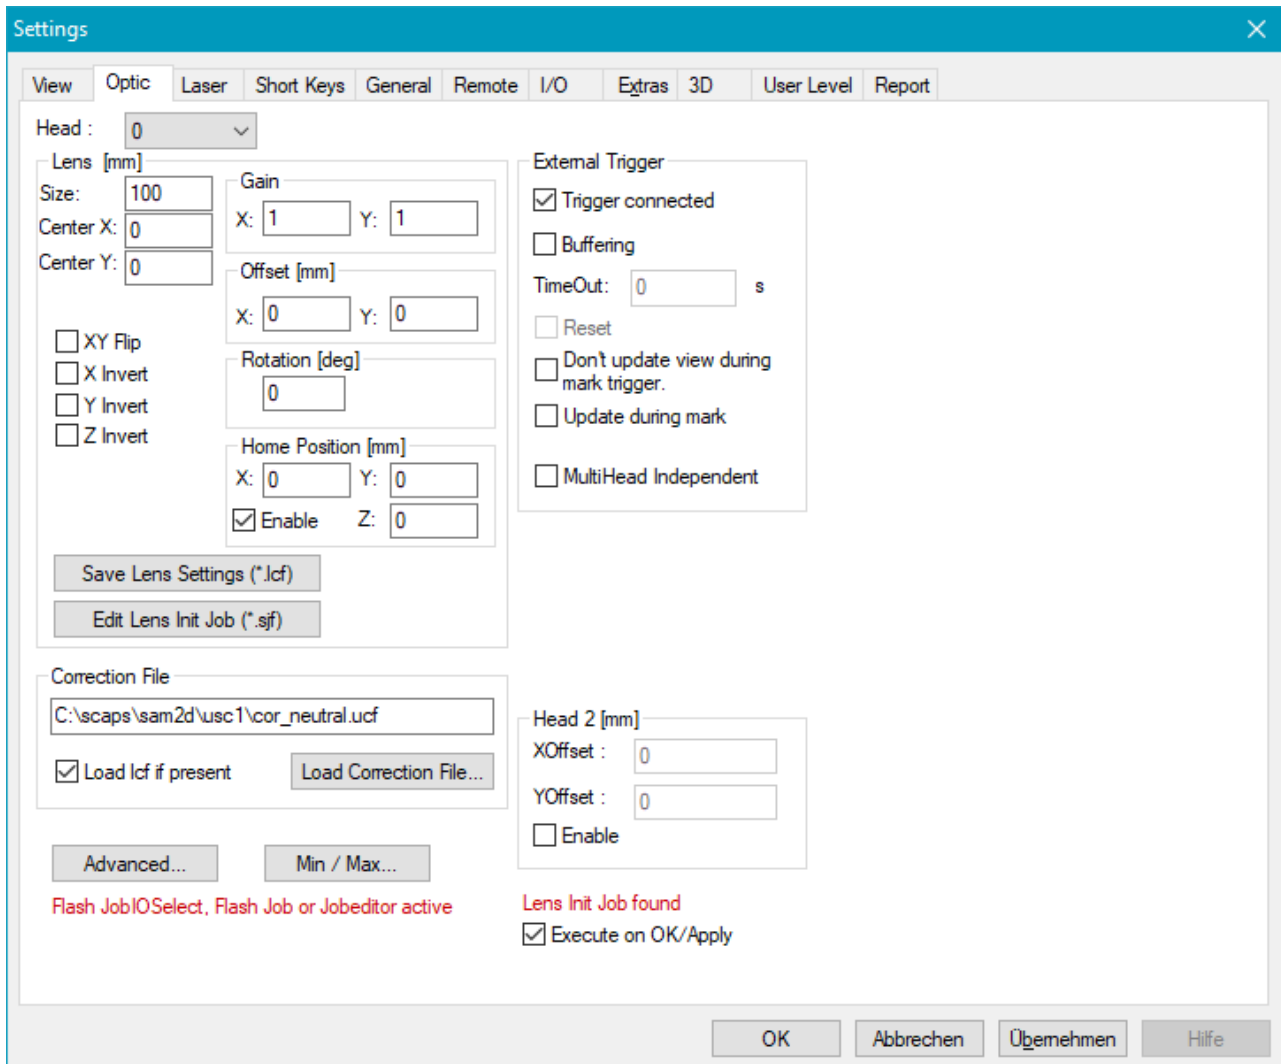 Settings
View Optic Laser Short Keys General Remote I/O Extras 3D User Level Report
Head : 0
Lens [mm]
Size: 100
Center X: 0
Center Y: 0
XY Flip
X Invert
Y Invert
Z Invert
Gain
X: 1 Y: 1
Offset [mm]
X: 0 Y: 0
Rotation [deg]
0
Home Position [mm]
X: 0 Y: 0
Enable Z: 0
Save Lens Settings (*.lcf)
Edit Lens Init Job (*.sjf)
External Trigger
Trigger connected
Buffering
TimeOut: 0 s
Reset
Don't update view during
mark trigger.
Update during mark
MultiHead Independent
Correction File
C:\scaps\sam2d\usc1\cor_neutral.ucf
Load lcf if present Load Correction File...
Head 2 [mm]
XOffset : 0
YOffset : 0
Enable
Advanced... Min / Max...
Flash JobIOSelect, Flash Job or Jobeditor active
Lens Init Job found
Execute on OK/Apply
OK Abbrechen Übernehmen Hilfe